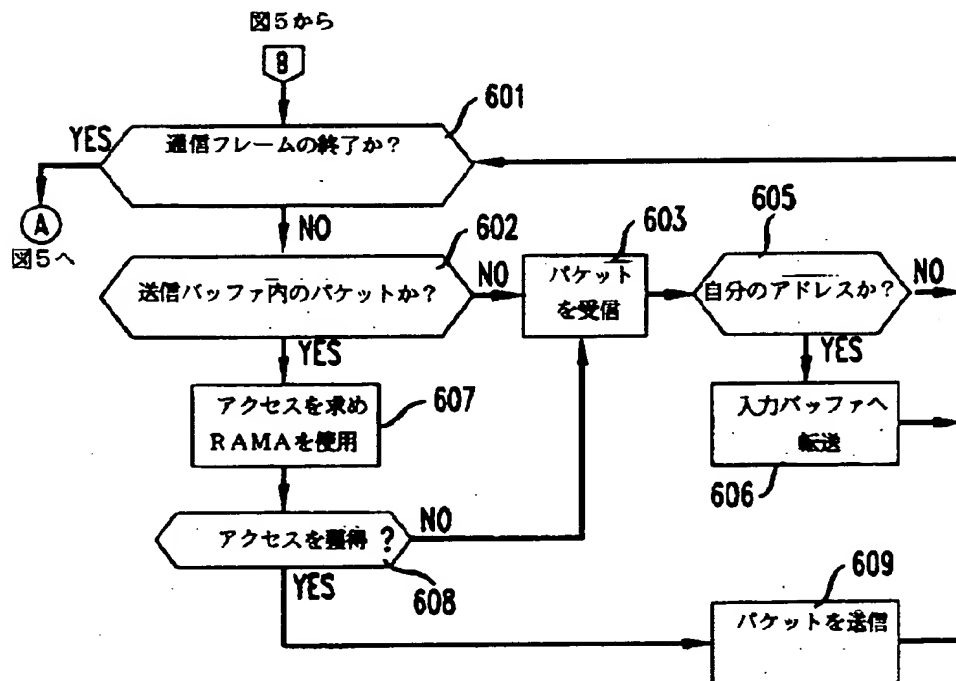 図5から
B
601
YES
通信フレームの終了か?
A
図5へ
NO
602
603
605
送信バッファ内のパケットか?
NO
パケット
を受信
自分のアドレスか?
NO
YES
YES
アクセスを求め
RAMAを使用
607
入力バッファへ
転送
606
アクセスを獲得?
NO
608
YES
609
パケットを送信